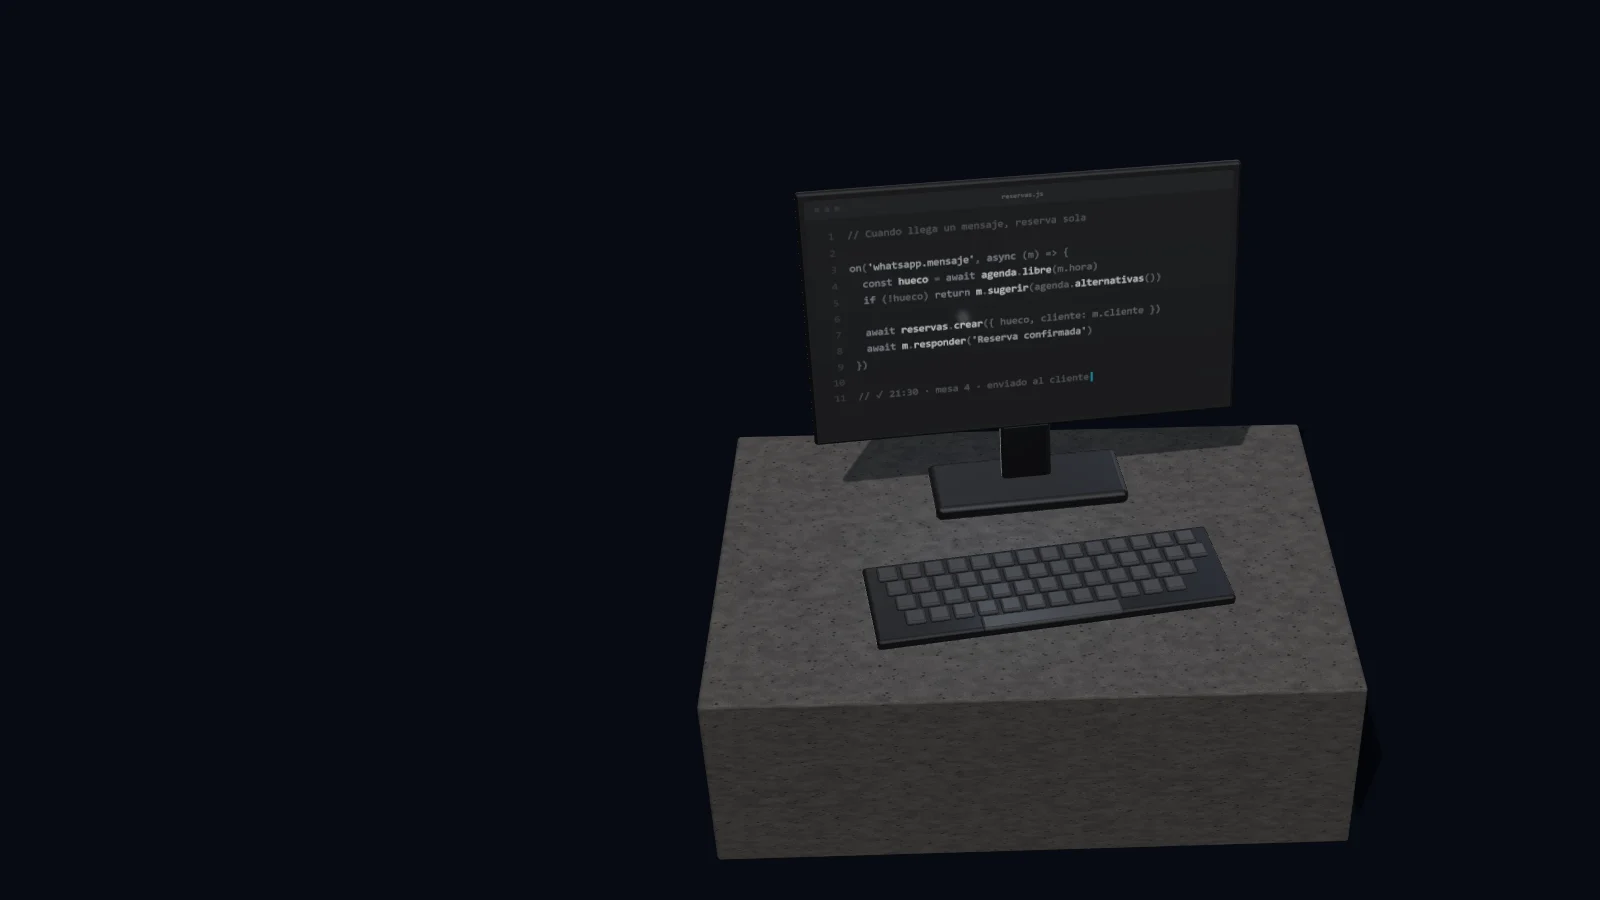 reservas.js
1 // Cuando llega un mensaje, reserva sola
2
3 on('whatsapp.mensaje', async (m) => {
4 const hueco = await agenda.libre(m.hora)
5 if (!hueco) return m.sugerir(agenda.alternativas())
6
7 await reservas.crear({ hueco, cliente: m.cliente })
8 await m.responder('Reserva confirmada')
9 })
10
11 // ✓ 21:30 · mesa 4 · enviado al cliente